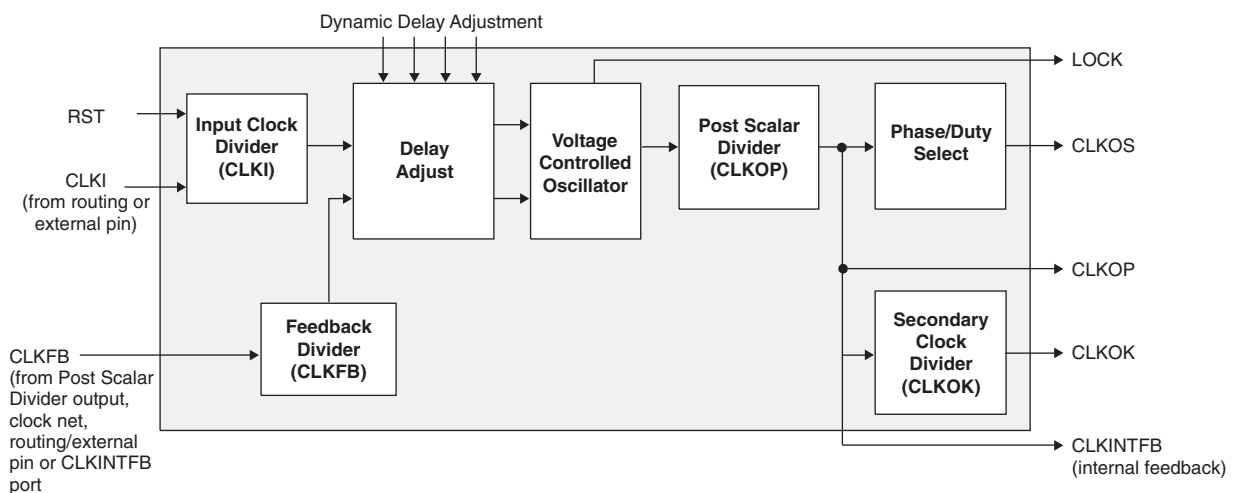 Dynamic Delay Adjustment
LOCK
RST
Input Clock
Divider
(CLKI)
Delay
Adjust
Voltage
Controlled
Oscillator
Post Scalar
Divider
(CLKOP)
Phase/Duty
Select
CLKOS
CLKI
(from routing or
external pin)
CLKOP
Feedback
Divider
(CLKFB)
Secondary
Clock
Divider
(CLKOK)
CLKOK
CLKFB
(from Post Scalar
Divider output,
clock net,
routing/external
pin or CLKINTFB
port
CLKINTFB
(internal feedback)